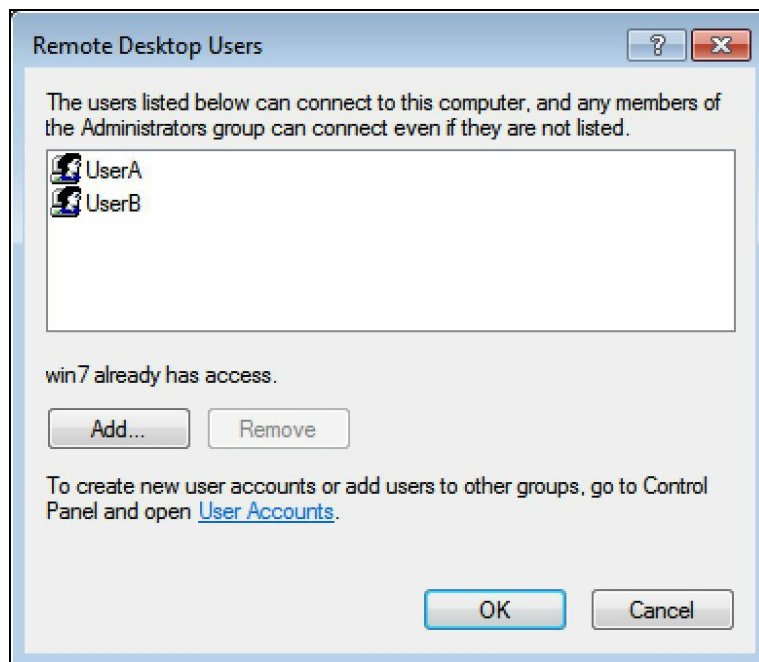 Remote Desktop Users
?
The users listed below can connect to this computer, and any members of
the Administrators group can connect even if they are not listed.
UserA
UserB
win7 already has access.
Add...
Remove
To create new user accounts or add users to other groups, go to Control
Panel and open User Accounts.
OK
Cancel